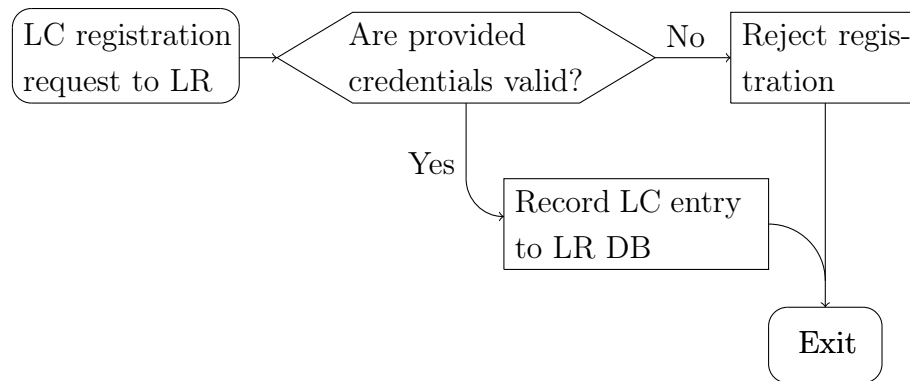 LC registration
request to LR
Are provided
credentials valid?
No
Reject regis-
tration
Yes
Record LC entry
to LR DB
Exit